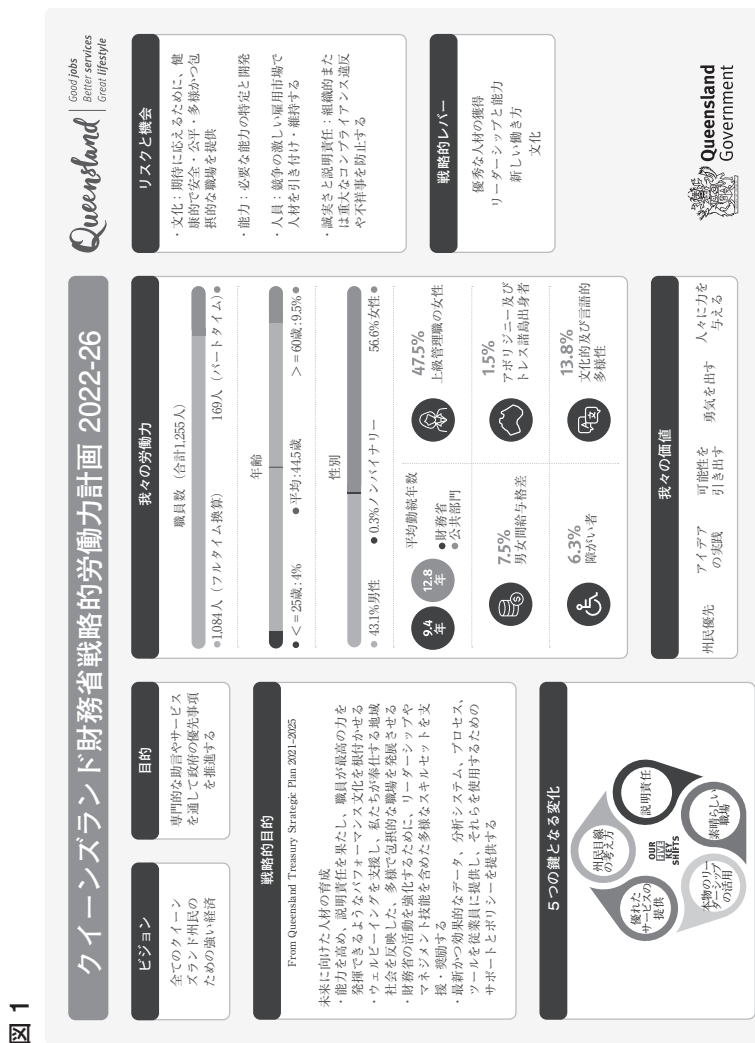 図 1
クイーンズランド財務省戦略的労働力計画 2022-26
Queensland
Good jobs
Better services
Great lifestyle
ビジョン
全てのクイーン
ズランド州民の
ための強い経済
目的
専門的な助言やサービス
を通して政府の優先事項
を推進する
戦略的目的
From Queensland Treasury Strategic Plan 2021-2025
未来に向けた人材の育成
・能力を高め、説明責任を果たし、職員が最高の力を
発揮できるようなパフォーマンス文化を根付かせる
・ウェルビーイングを支援し、私たちが奉仕する地域
社会を反映した、多様で包摂的な職場を発展させる
・財務省の活動を強化するために、リーダーシップや
マネジメント技能を含めた多様なスキルセットを支
援・奨励する
・最新かつ効果的なデータ、分析システム、プロセス、
ツールを従業員に提供し、それらを使用するための
サポートとポリシーを提供する
5つの鍵となる変化
州民目線
の考え方
説明責任
素晴らしい
職場
本物のリー
ダーシップ
の活用
優れた
サービスの
提供
OUR
FIVE
KEY
SHIFTS
我々の労働力
職員数（合計1,255人）
1,084人（フルタイム換算）
169人（パートタイム）
年齢
<=25歳:4%
平均:44.5歳
>=60歳:9.5%
性別
43.1%男性
0.3%ノンバイナリー
56.6%女性
9.4
年
12.8
年
平均勤続年数
財務省
公共部門
47.5%
上級管理職の女性
7.5%
男女間給与格差
1.5%
アボリジニー及び
トレス諸島出身者
6.3%
障がい者
13.8%
文化的及び言語的
多様性
我々の価値
州民優先
アイデア
の実践
可能性を
引き出す
勇気を出す
人々に力を
与える
リスクと機会
・文化：期待に応えるために、健
康的で安全・公平・多様かつ包
摂的な職場を提供
・能力：必要な能力の特定と開発
・人員：競争の激しい雇用市場で
人材を引き付け・維持する
・誠実さと説明責任：組織的また
は重大なコンプライアンス違反
や不祥事を防止する
戦略的レバー
優秀な人材の獲得
リーダーシップと能力
新しい働き方
文化
Queensland
Government